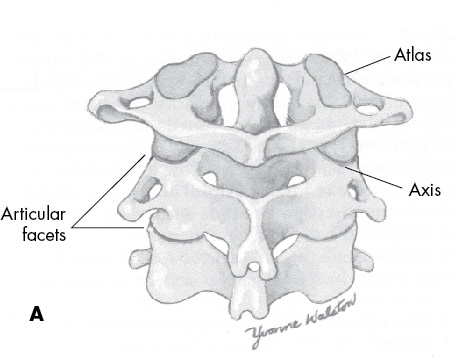 Atlas
Axis
Articular
facets
A
Yvonne Walston